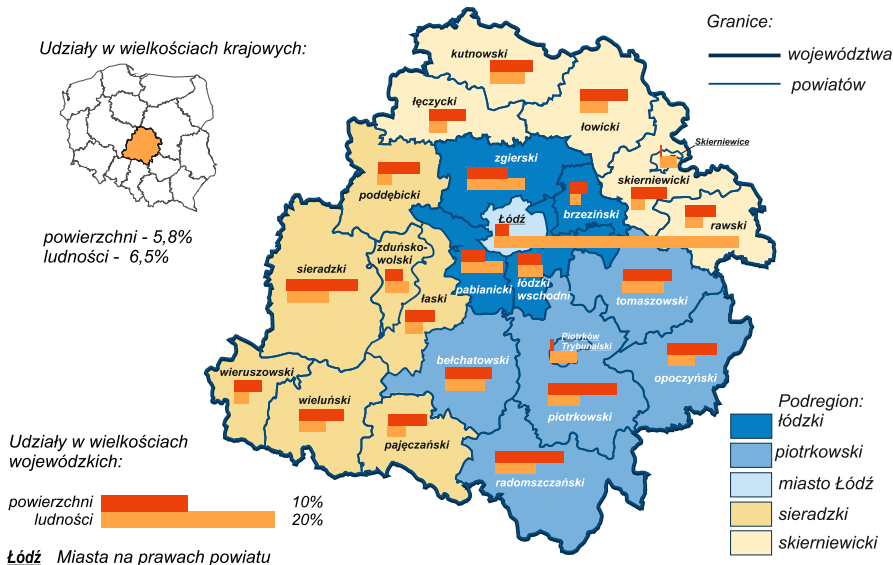 Udziały w wielkościach krajowych:
powierzchni - 5,8%
ludności - 6,5%
Granice:
województwa
powiatów
kutnowski
łęczycki
łowicki
Skierniewice
zgierski
skierniewicki
poddębicki
Łódź
brzeziński
rawski
zduńsko-
wolski
sieradzki
łaski
pabianicki
łódzki
wschodni
tomaszowski
Piotrków
Trybunalski
bełchatowski
wieruszowski
opoczyński
wieluński
piotrkowski
pajęczański
radomszczański
Podregion:
łódzki
piotrkowski
miasto Łódź
sieradzki
skierniewicki
Udziały w wielkościach
wojewódzkich:
powierzchni 10%
ludności 20%
Łódź Miasta na prawach powiatu